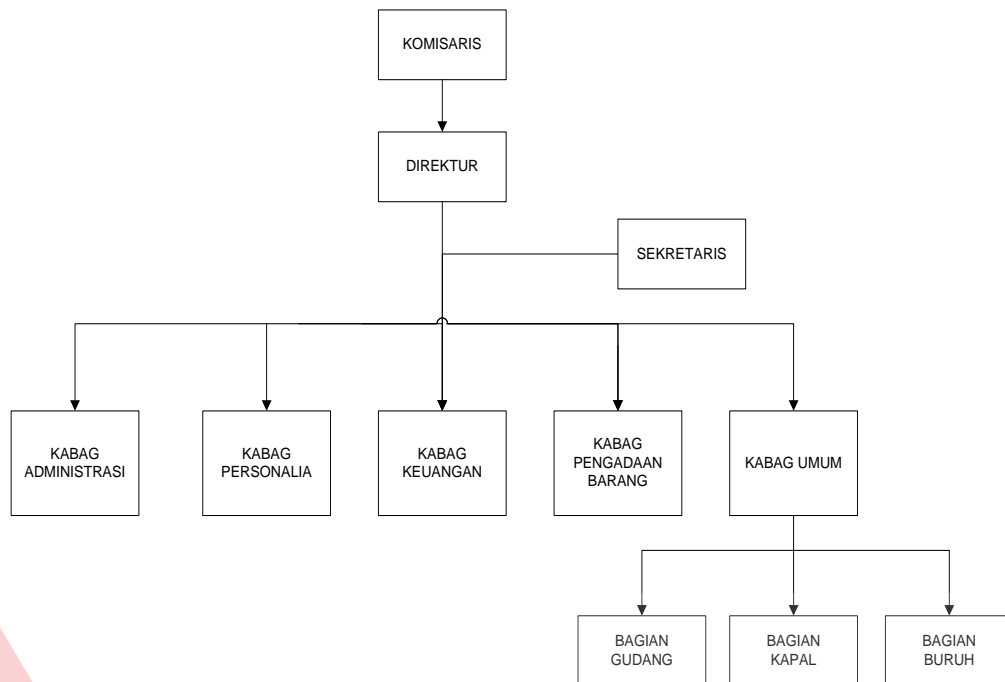 KOMISARIS
DIREKTUR
SEKRETARIS
KABAG
ADMINISTRASI
KABAG
PERSONALIA
KABAG
KEUANGAN
KABAG
PENGADAAN
BARANG
KABAG UMUM
BAGIAN
GUDANG
BAGIAN
KAPAL
BAGIAN
BURUH